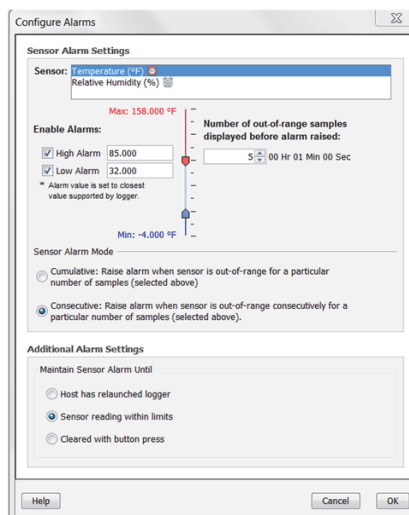 Configure Alarms
Sensor Alarm Settings
Sensor: Temperature (°F)
Relative Humidity (%)
Max: 158.000 °F
Enable Alarms:
High Alarm 85.000
Low Alarm 32.000
* Alarm value is set to closest
value supported by logger.
Min: -4.000 °F
Number of out-of-range samples
displayed before alarm raised:
5 00 Hr 01 Min 00 Sec
Sensor Alarm Mode
Cumulative: Raise alarm when sensor is out-of-range for a particular
number of samples (selected above)
Consecutive: Raise alarm when sensor is out-of-range consecutively for a
particular number of samples (selected above).
Additional Alarm Settings
Maintain Sensor Alarm Until
Host has relaunched logger
Sensor reading within limits
Cleared with button press
Help Cancel OK